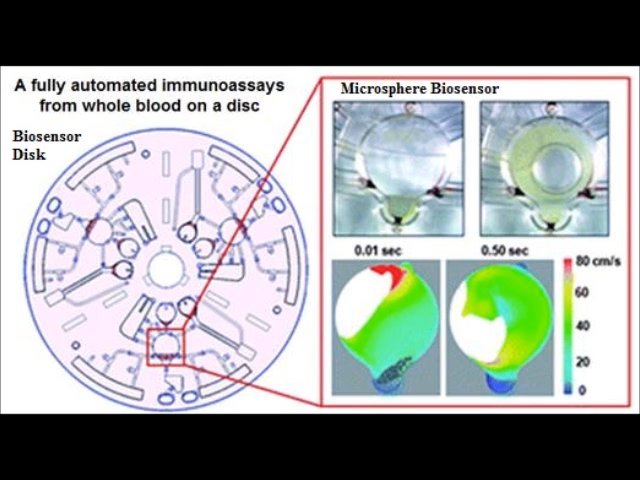 A fully automated immunoassays
from whole blood on a disc
Biosensor
Disk
Microsphere Biosensor
0.01 sec
0.50 sec
80 cm/s
60
40
20
0